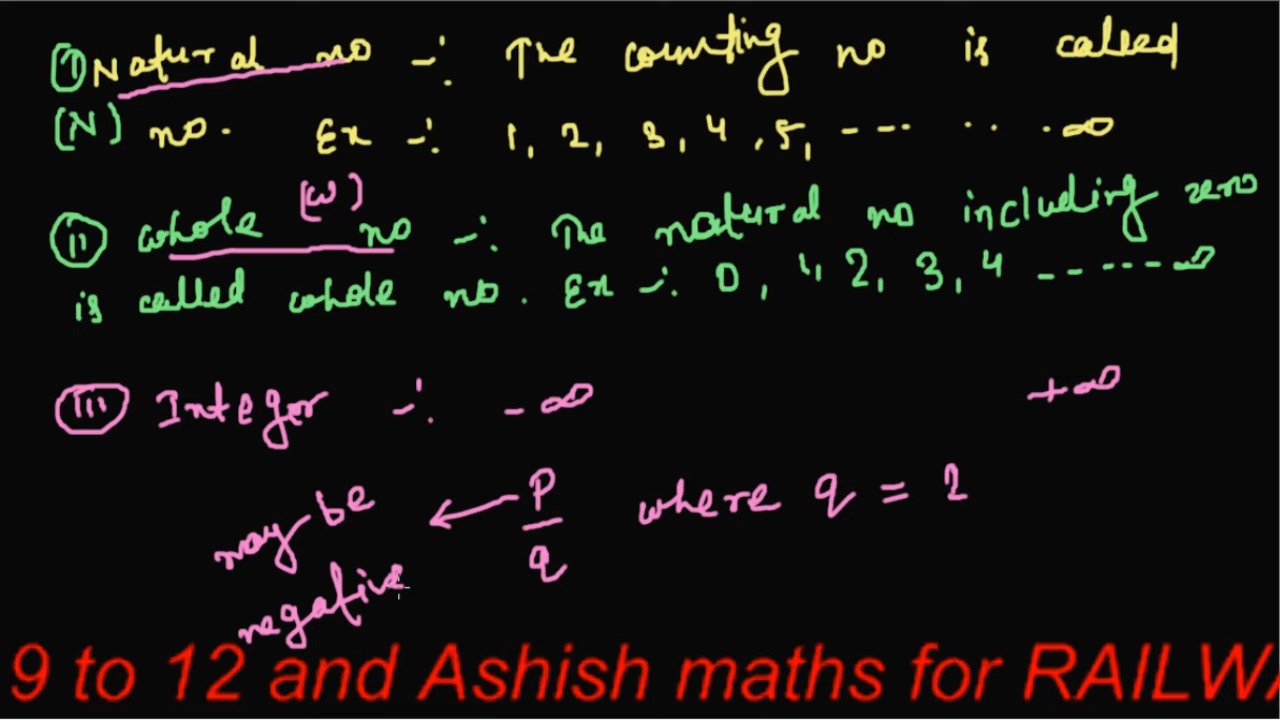 (I) Natural no -: The counting no is called
(N) no. Ex -: 1, 2, 3, 4, 5, --- .. . ∞
(II) Whole (W) no -: The natural no including zero
is called whole no. Ex -: 0, 1, 2, 3, 4 ------ ∞
(III) Integer -: - ∞ + ∞
may be ← P/q where q = 1
negative
9 to 12 and Ashish maths for RAILWA